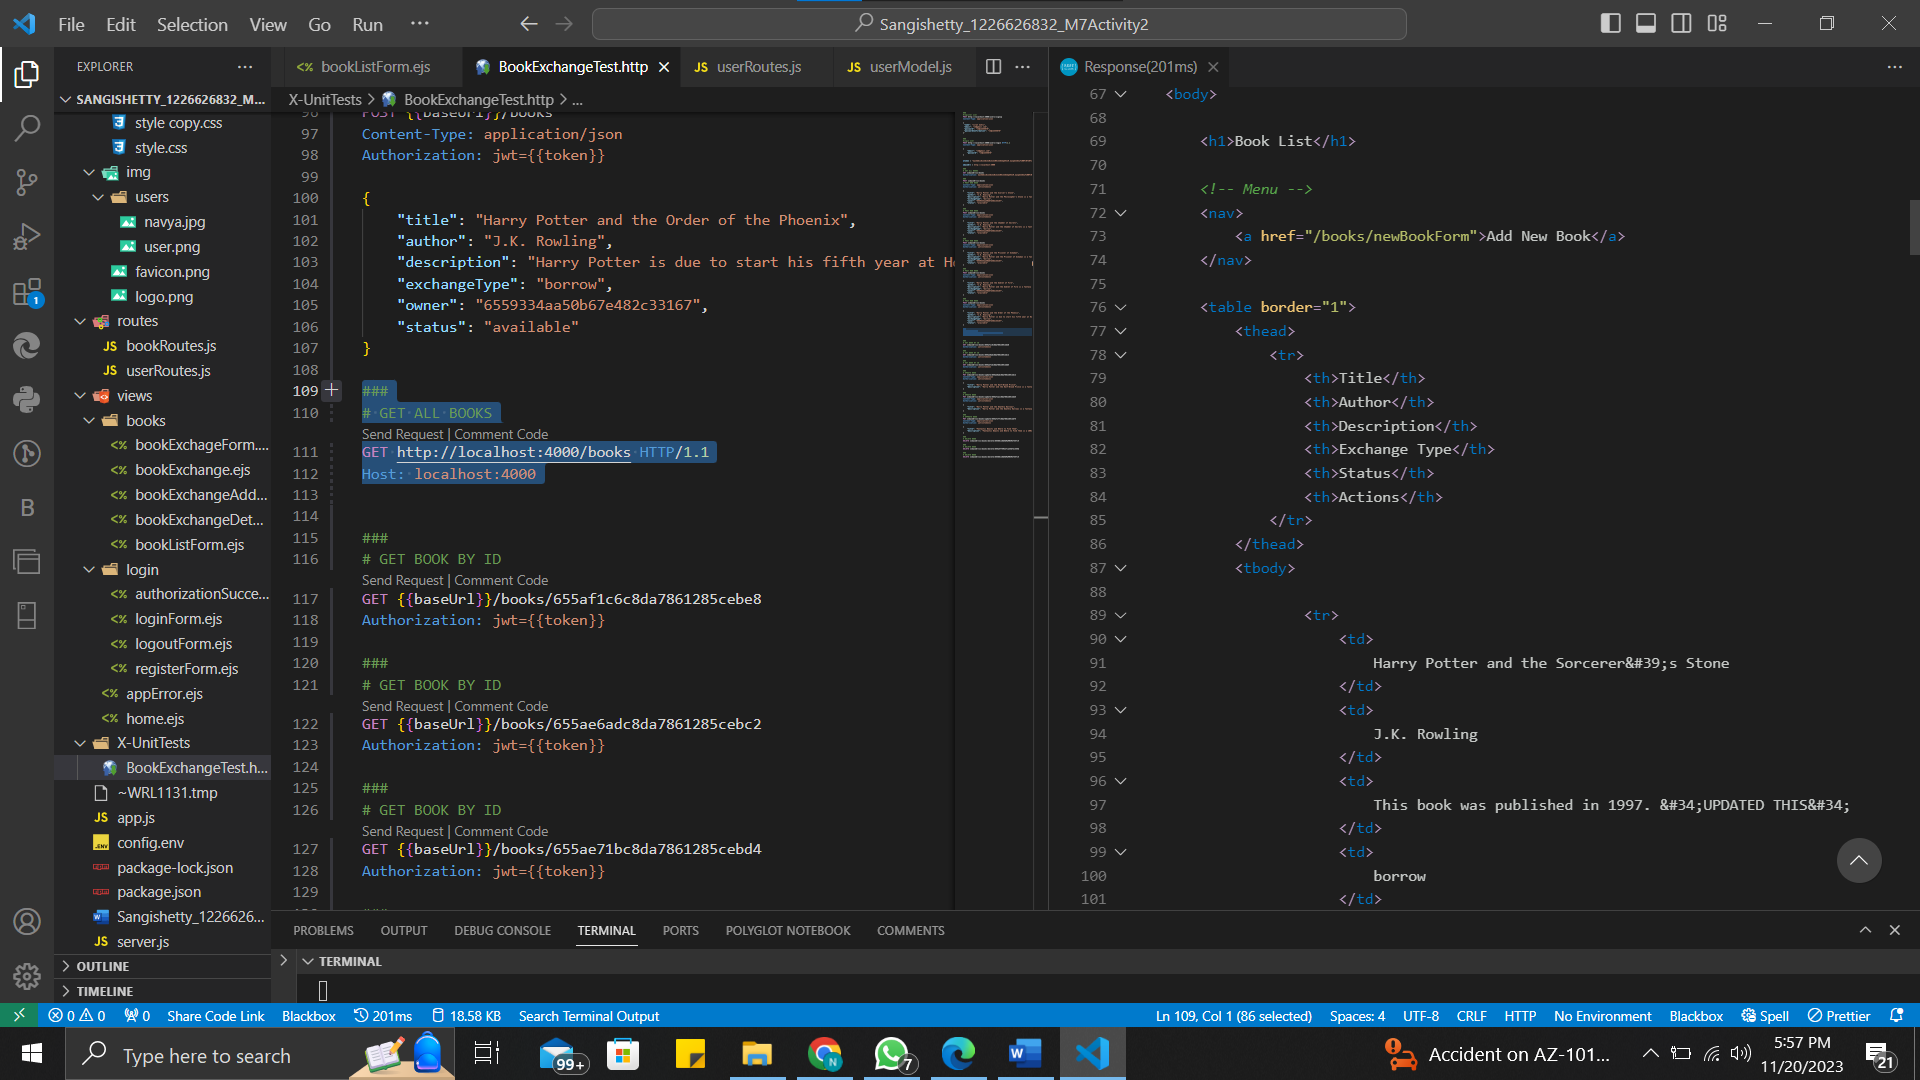 File Edit Selection View Go Run ···
Sangishetty_1226626832_M7Activity2
EXPLORER ···
SANGISHETTY_1226626832_M...
style copy.css
style.css
img
users
navya.jpg
user.png
favicon.png
logo.png
routes
JS bookRoutes.js
JS userRoutes.js
views
books
<% bookExchageForm....
<% bookExchange.ejs
<% bookExchangeAdd...
<% bookExchangeDet...
<% bookListForm.ejs
login
<% authorizationSucce...
<% loginForm.ejs
<% logoutForm.ejs
<% registerForm.ejs
<% appError.ejs
<% home.ejs
X-UnitTests
BookExchangeTest.h...
~WRL1131.tmp
JS app.js
config.env
package-lock.json
package.json
Sangishetty_1226626...
JS server.js
OUTLINE
TIMELINE
1
B
<% bookListForm.ejs
BookExchangeTest.http
JS userRoutes.js
JS userModel.js
···
X-UnitTests > BookExchangeTest.http > ...
96 POST {{baseUrl}}/books
97 Content-Type: application/json
98 Authorization: jwt={{token}}
99
100 {
101 "title": "Harry Potter and the Order of the Phoenix",
102 "author": "J.K. Rowling",
103 "description": "Harry Potter is due to start his fifth year at Ho
104 "exchangeType": "borrow",
105 "owner": "6559334aa50b67e482c33167",
106 "status": "available"
107 }
108
109 ###
110 # GET ALL BOOKS
Send Request | Comment Code
111 GET http://localhost:4000/books HTTP/1.1
112 Host: localhost:4000
113
114
115 ###
116 # GET BOOK BY ID
Send Request | Comment Code
117 GET {{baseUrl}}/books/655af1c6c8da7861285cebe8
118 Authorization: jwt={{token}}
119
120 ###
121 # GET BOOK BY ID
Send Request | Comment Code
122 GET {{baseUrl}}/books/655ae6adc8da7861285cebc2
123 Authorization: jwt={{token}}
124
125 ###
126 # GET BOOK BY ID
Send Request | Comment Code
127 GET {{baseUrl}}/books/655ae71bc8da7861285cebd4
128 Authorization: jwt={{token}}
129
Response(201ms)
···
67 <body>
68
69 <h1>Book List</h1>
70
71 <!-- Menu -->
72 <nav>
73 <a href="/books/newBookForm">Add New Book</a>
74 </nav>
75
76 <table border="1">
77 <thead>
78 <tr>
79 <th>Title</th>
80 <th>Author</th>
81 <th>Description</th>
82 <th>Exchange Type</th>
83 <th>Status</th>
84 <th>Actions</th>
85 </tr>
86 </thead>
87 <tbody>
88
89 <tr>
90 <td>
91 Harry Potter and the Sorcerer&#39;s Stone
92 </td>
93 <td>
94 J.K. Rowling
95 </td>
96 <td>
97 This book was published in 1997. &#34;UPDATED THIS&#34;
98 </td>
99 <td>
100 borrow
101 </td>
PROBLEMS OUTPUT DEBUG CONSOLE TERMINAL PORTS POLYGLOT NOTEBOOK COMMENTS
TERMINAL
0 0 0 Share Code Link Blackbox 201ms 18.58 KB Search Terminal Output
Ln 109, Col 1 (86 selected) Spaces: 4 UTF-8 CRLF HTTP No Environment Blackbox Spell Prettier
Type here to search
99+
N
7
W
Accident on AZ-101...
5:57 PM
11/20/2023
21